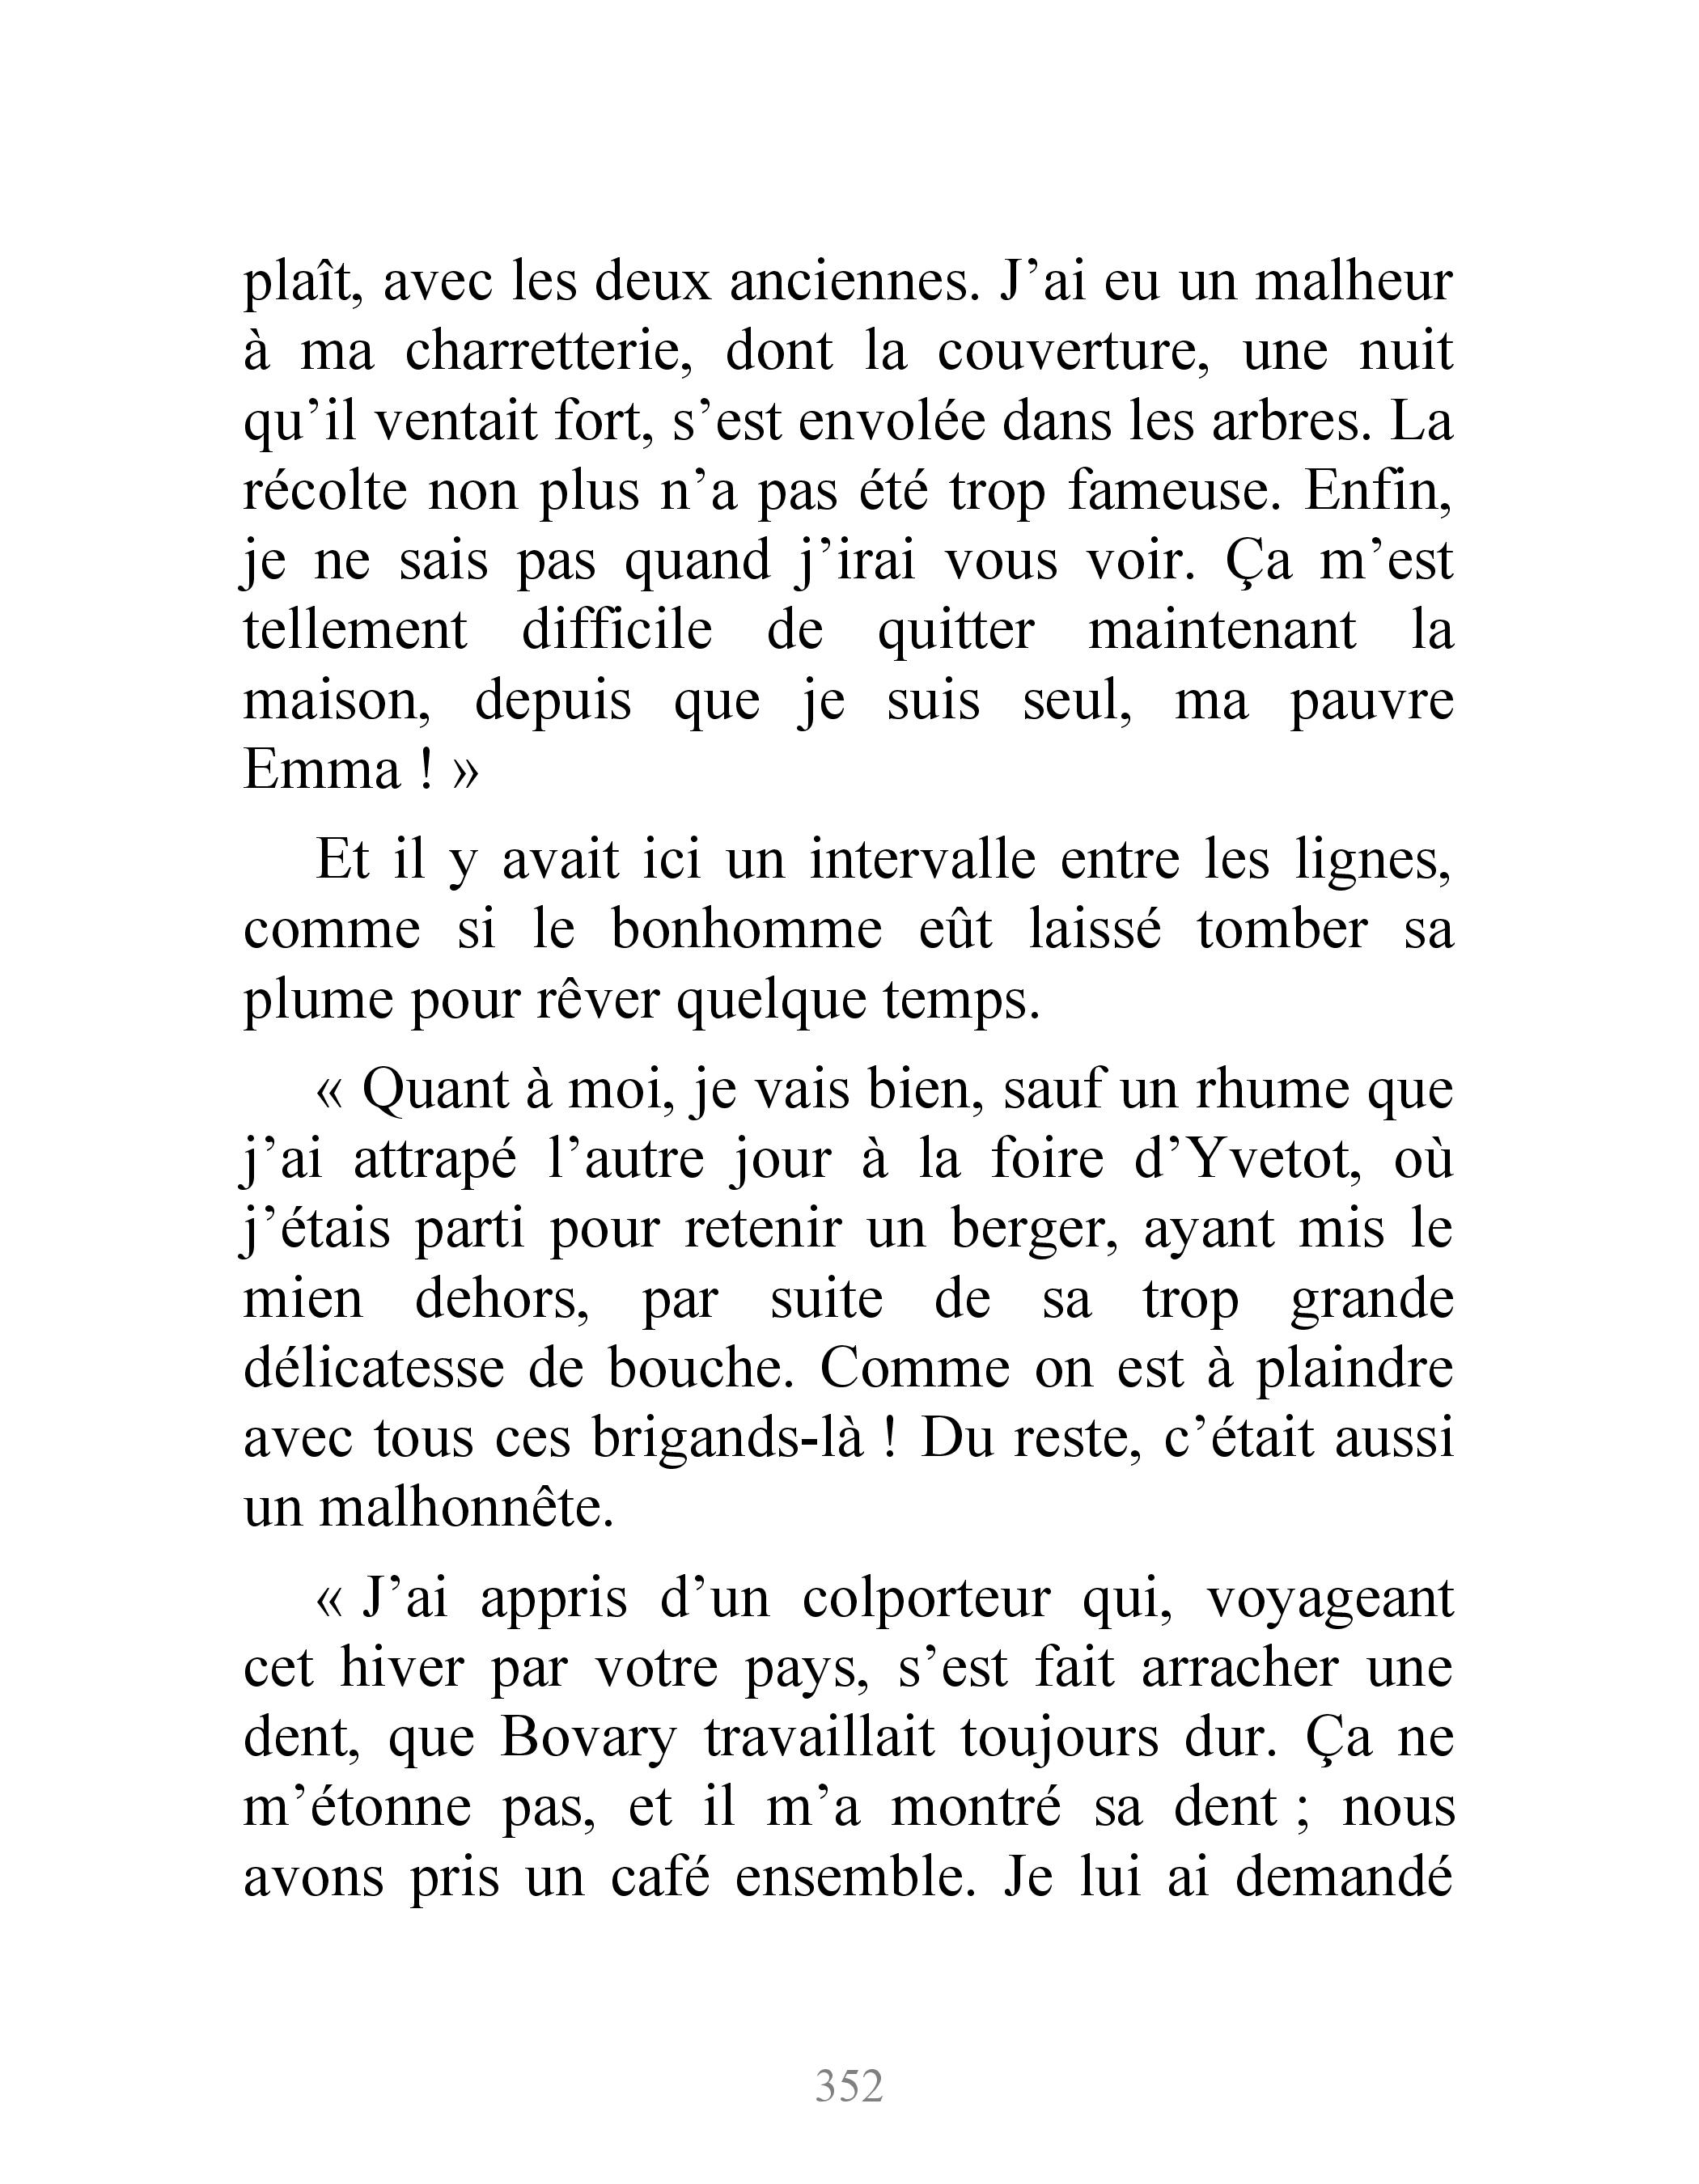 plaît, avec les deux anciennes. J’ai eu un malheur
à ma charretterie, dont la couverture, une nuit
qu’il ventait fort, s’est envolée dans les arbres. La
récolte non plus n’a pas été trop fameuse. Enfin,
je ne sais pas quand j’irai vous voir. Ça m’est
tellement difficile de quitter maintenant la
maison, depuis que je suis seul, ma pauvre
Emma ! »
Et il y avait ici un intervalle entre les lignes,
comme si le bonhomme eût laissé tomber sa
plume pour rêver quelque temps.
« Quant à moi, je vais bien, sauf un rhume que
j’ai attrapé l’autre jour à la foire d’Yvetot, où
j’étais parti pour retenir un berger, ayant mis le
mien dehors, par suite de sa trop grande
délicatesse de bouche. Comme on est à plaindre
avec tous ces brigands-là ! Du reste, c’était aussi
un malhonnête.
« J’ai appris d’un colporteur qui, voyageant
cet hiver par votre pays, s’est fait arracher une
dent, que Bovary travaillait toujours dur. Ça ne
m’étonne pas, et il m’a montré sa dent ; nous
avons pris un café ensemble. Je lui ai demandé
352